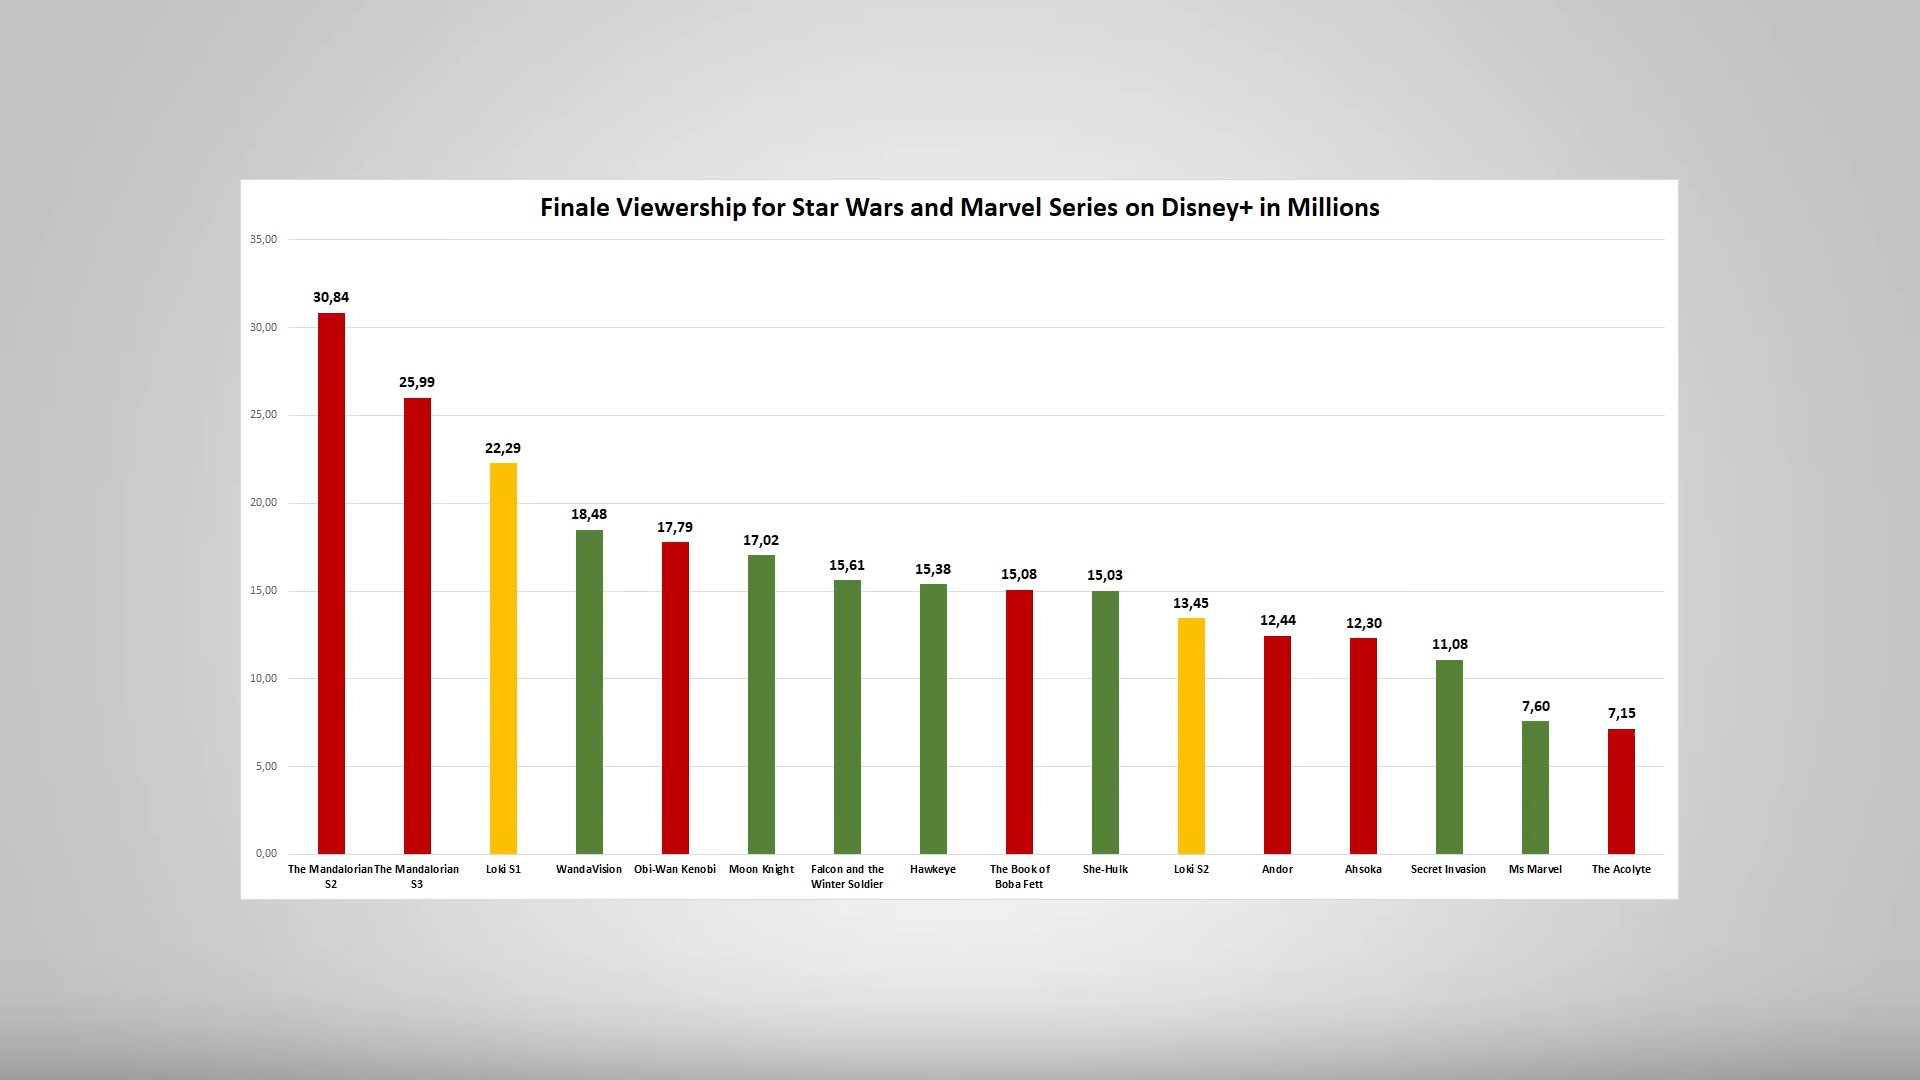 Finale Viewership for Star Wars and Marvel Series on Disney+ in Millions
35,00
30,00
25,00
20,00
15,00
10,00
5,00
0,00
30,84
25,99
22,29
18,48
17,79
17,02
15,61
15,38
15,08
15,03
13,45
12,44
12,30
11,08
7,60
7,15
The Mandalorian
S2
The Mandalorian
S3
Loki S1
WandaVision
Obi-Wan Kenobi
Moon Knight
Falcon and the
Winter Soldier
Hawkeye
The Book of
Boba Fett
She-Hulk
Loki S2
Andor
Ahsoka
Secret Invasion
Ms Marvel
The Acolyte